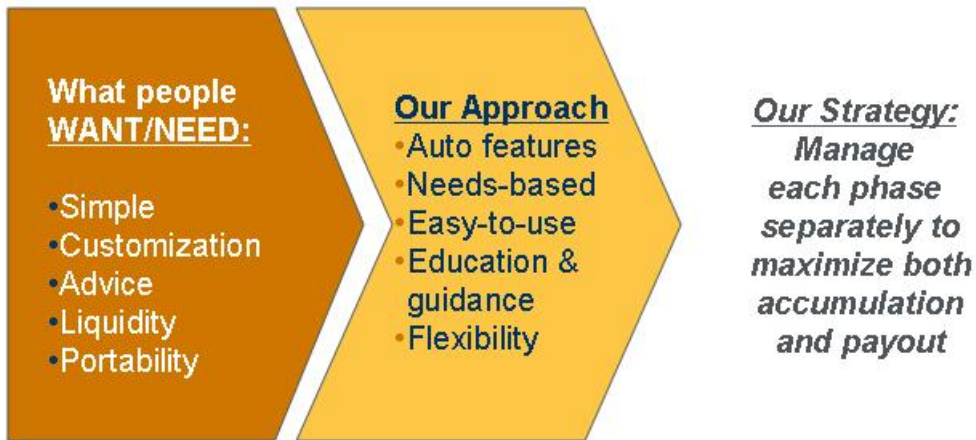 What people
WANT/NEED:
•Simple
•Customization
•Advice
•Liquidity
•Portability
Our Approach
•Auto features
•Needs-based
•Easy-to-use
•Education &
guidance
•Flexibility
Our Strategy:
Manage
each phase
separately to
maximize both
accumulation
and payout